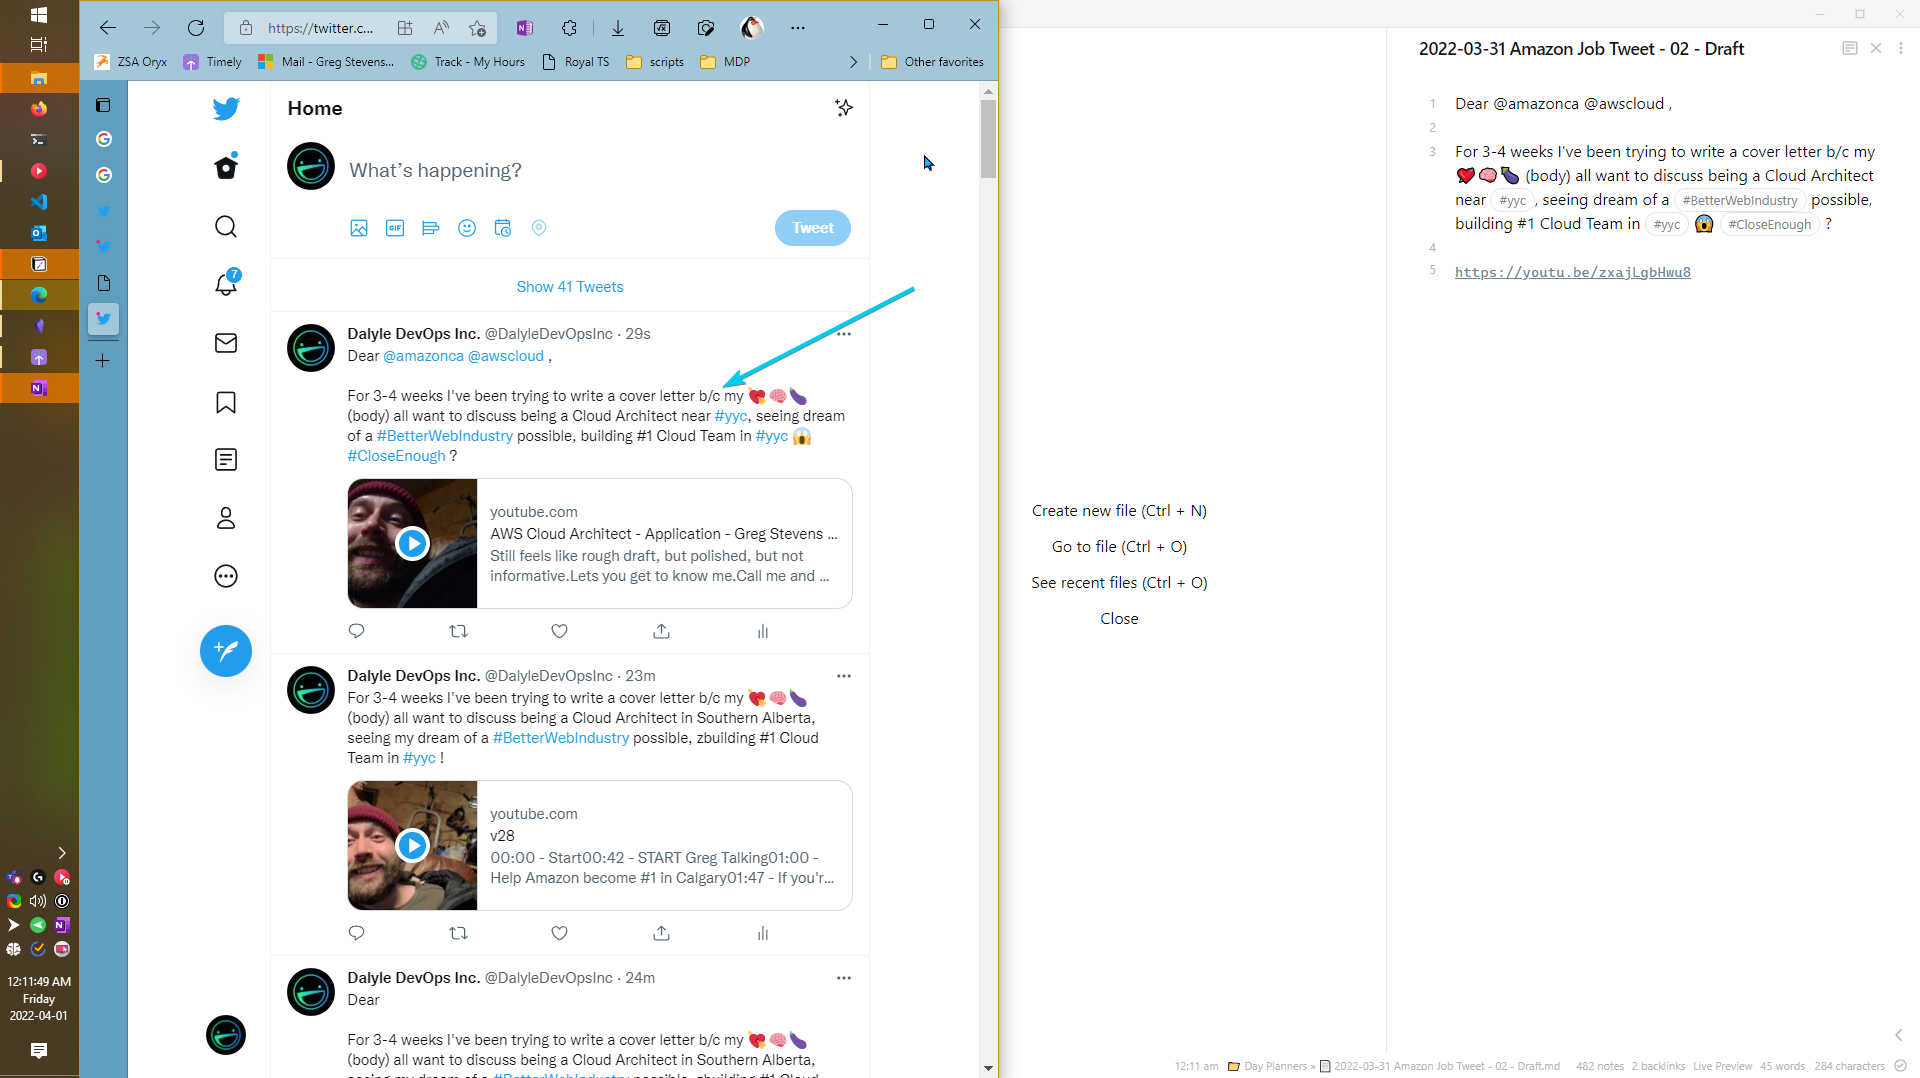 https://twitter.c...
ZSA Oryx
Timely
Mail - Greg Stevens...
Track - My Hours
Royal TS
scripts
MDP
Other favorites
Home
What's happening?
GIF
Tweet
7
Show 41 Tweets
Dalyle DevOps Inc. @DalyleDevOpsInc · 29s
Dear @amazonca @awscloud ,
For 3-4 weeks I've been trying to write a cover letter b/c my 💘🧠🍆
(body) all want to discuss being a Cloud Architect near #yyc, seeing dream
of a #BetterWebIndustry possible, building #1 Cloud Team in #yyc 😱
#CloseEnough ?
youtube.com
AWS Cloud Architect - Application - Greg Stevens ...
Still feels like rough draft, but polished, but not
informative.Lets you get to know me.Call me and ...
Dalyle DevOps Inc. @DalyleDevOpsInc · 23m
For 3-4 weeks I've been trying to write a cover letter b/c my 💘🧠🍆
(body) all want to discuss being a Cloud Architect in Southern Alberta,
seeing my dream of a #BetterWebIndustry possible, zbuilding #1 Cloud
Team in #yyc !
youtube.com
v28
00:00 - Start00:42 - START Greg Talking01:00 -
Help Amazon become #1 in Calgary01:47 - If you'r...
Dalyle DevOps Inc. @DalyleDevOpsInc · 24m
Dear
For 3-4 weeks I've been trying to write a cover letter b/c my 💘🧠🍆
(body) all want to discuss being a Cloud Architect in Southern Alberta,
seeing my dream of a #BetterWebIndustry possible, zbuilding #1 Cloud
12:11:49 AM
Friday
2022-04-01
Create new file (Ctrl + N)
Go to file (Ctrl + O)
See recent files (Ctrl + O)
Close
2022-03-31 Amazon Job Tweet - 02 - Draft
1 Dear @amazonca @awscloud ,
2
3 For 3-4 weeks I've been trying to write a cover letter b/c my
❤️🧠🍆 (body) all want to discuss being a Cloud Architect
near #yyc , seeing dream of a #BetterWebIndustry possible,
building #1 Cloud Team in #yyc 😱 #CloseEnough ?
4
5 https://youtu.be/zxajLgbHwu8
12:11 am Day Planners » 2022-03-31 Amazon Job Tweet - 02 - Draft.md 482 notes 2 backlinks Live Preview 45 words 284 characters